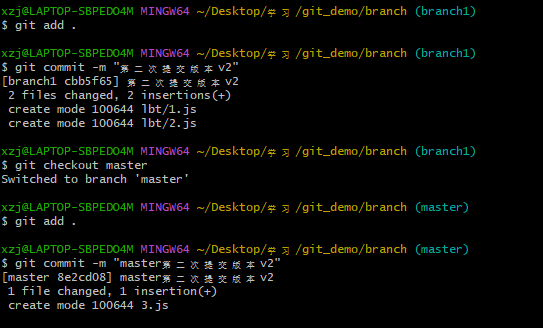 xzj@LAPTOP-SBPEDO4M MINGW64 ~/Desktop/学习/git_demo/branch (branch1)
$ git add .
xzj@LAPTOP-SBPEDO4M MINGW64 ~/Desktop/学习/git_demo/branch (branch1)
$ git commit -m "第二次提交版本v2"
[branch1 cbb5f65] 第二次提交版本v2
 2 files changed, 2 insertions(+)
 create mode 100644 lbt/1.js
 create mode 100644 lbt/2.js
xzj@LAPTOP-SBPEDO4M MINGW64 ~/Desktop/学习/git_demo/branch (branch1)
$ git checkout master
Switched to branch 'master'
xzj@LAPTOP-SBPEDO4M MINGW64 ~/Desktop/学习/git_demo/branch (master)
$ git add .
xzj@LAPTOP-SBPEDO4M MINGW64 ~/Desktop/学习/git_demo/branch (master)
$ git commit -m "master第二次提交版本v2"
[master 8e2cd08] master第二次提交版本v2
 1 file changed, 1 insertion(+)
 create mode 100644 3.js